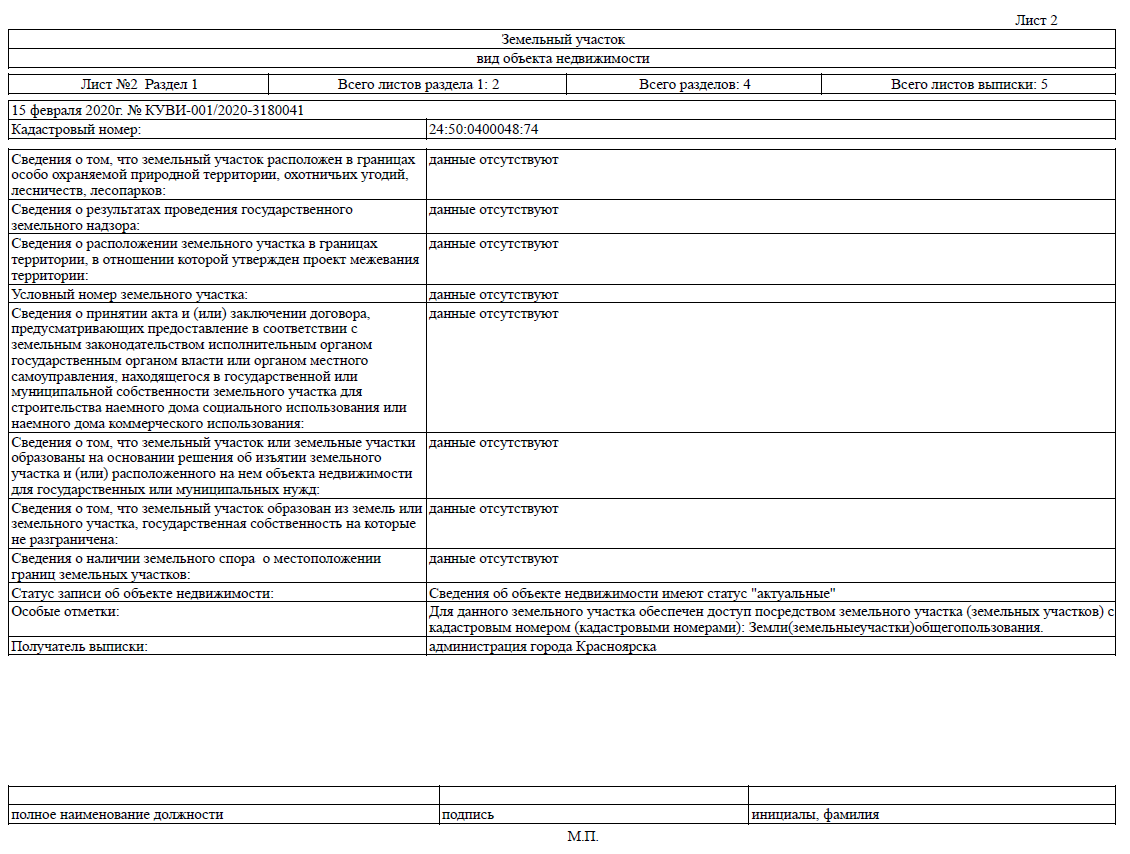 Лист 2
Земельный участок
вид объекта недвижимости
Лист №2 Раздел 1 Всего листов раздела 1: 2 Всего разделов: 4 Всего листов выписки: 5
15 февраля 2020г. № КУВИ-001/2020-3180041
Кадастровый номер: 24:50:0400048:74
Сведения о том, что земельный участок расположен в границах данные отсутствуют
особо охраняемой природной территории, охотничьих угодий,
лесничеств, лесопарков:
Сведения о результатах проведения государственного данные отсутствуют
земельного надзора:
Сведения о расположении земельного участка в границах данные отсутствуют
территории, в отношении которой утвержден проект межевания
территории:
Условный номер земельного участка: данные отсутствуют
Сведения о принятии акта и (или) заключении договора, данные отсутствуют
предусматривающих предоставление в соответствии с
земельным законодательством исполнительным органом
государственным органом власти или органом местного
самоуправления, находящегося в государственной или
муниципальной собственности земельного участка для
строительства наемного дома социального использования или
наемного дома коммерческого использования:
Сведения о том, что земельный участок или земельные участки данные отсутствуют
образованы на основании решения об изъятии земельного
участка и (или) расположенного на нем объекта недвижимости
для государственных или муниципальных нужд:
Сведения о том, что земельный участок образован из земель или данные отсутствуют
земельного участка, государственная собственность на которые
не разграничена:
Сведения о наличии земельного спора о местоположении данные отсутствуют
границ земельных участков:
Статус записи об объекте недвижимости: Сведения об объекте недвижимости имеют статус "актуальные"
Особые отметки: Для данного земельного участка обеспечен доступ посредством земельного участка (земельных участков) с
кадастровым номером (кадастровыми номерами): Земли(земельныеучастки)общегопользования.
Получатель выписки: администрация города Красноярска
полное наименование должности подпись инициалы, фамилия
М.П.